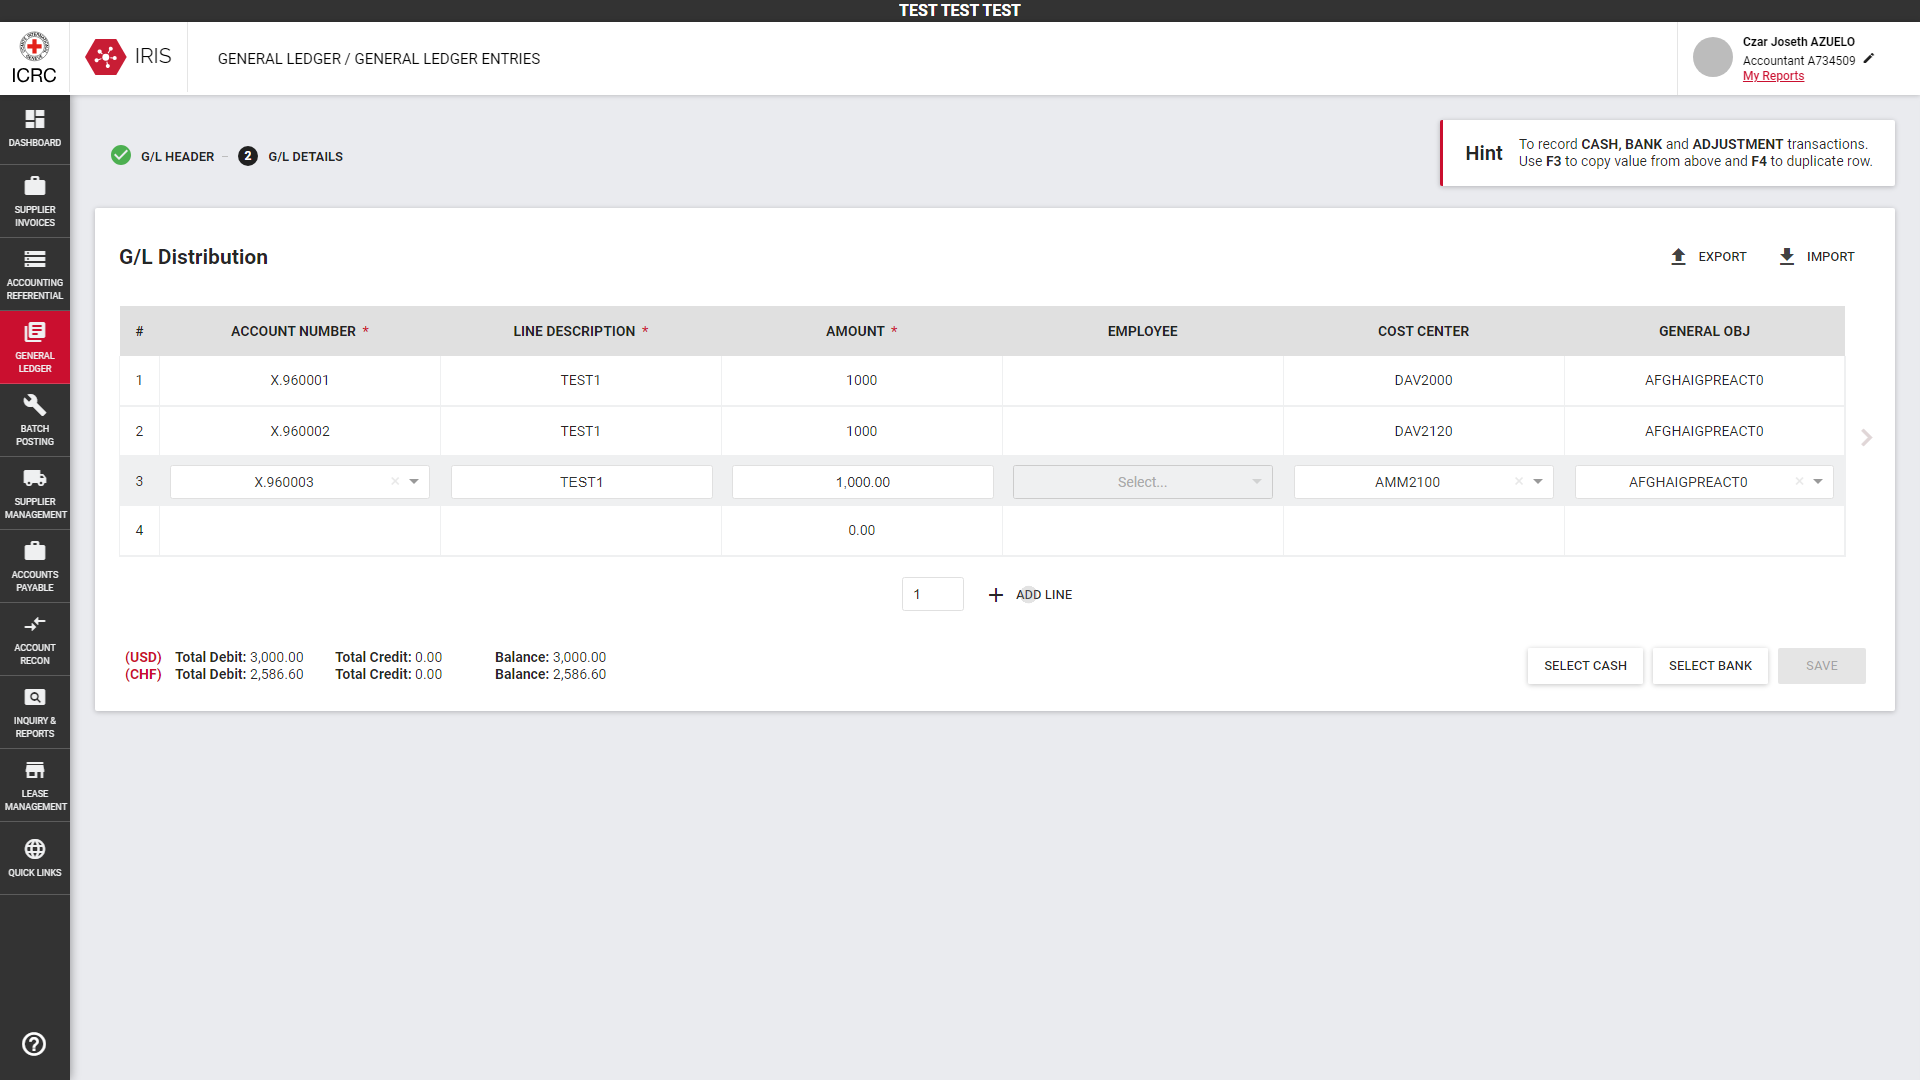 TEST TEST TEST
ICRC
IRIS
GENERAL LEDGER / GENERAL LEDGER ENTRIES
Czar Joseth AZUELO
Accountant A734509
My Reports
DASHBOARD
SUPPLIER
INVOICES
ACCOUNTING
REFERENTIAL
GENERAL
LEDGER
BATCH
POSTING
SUPPLIER
MANAGEMENT
ACCOUNTS
PAYABLE
ACCOUNT
RECON
INQUIRY &
REPORTS
LEASE
MANAGEMENT
QUICK LINKS
G/L HEADER – 2 G/L DETAILS
Hint
To record CASH, BANK and ADJUSTMENT transactions.
Use F3 to copy value from above and F4 to duplicate row.
G/L Distribution
EXPORT
IMPORT
# ACCOUNT NUMBER * LINE DESCRIPTION * AMOUNT * EMPLOYEE COST CENTER GENERAL OBJ
1 X.960001 TEST1 1000 DAV2000 AFGHAIGPREACT0
2 X.960002 TEST1 1000 DAV2120 AFGHAIGPREACT0
3 X.960003 × TEST1 1,000.00 Select... AMM2100 × AFGHAIGPREACT0 ×
4 0.00
1 + ADD LINE
(USD) Total Debit: 3,000.00 Total Credit: 0.00 Balance: 3,000.00
(CHF) Total Debit: 2,586.60 Total Credit: 0.00 Balance: 2,586.60
SELECT CASH
SELECT BANK
SAVE